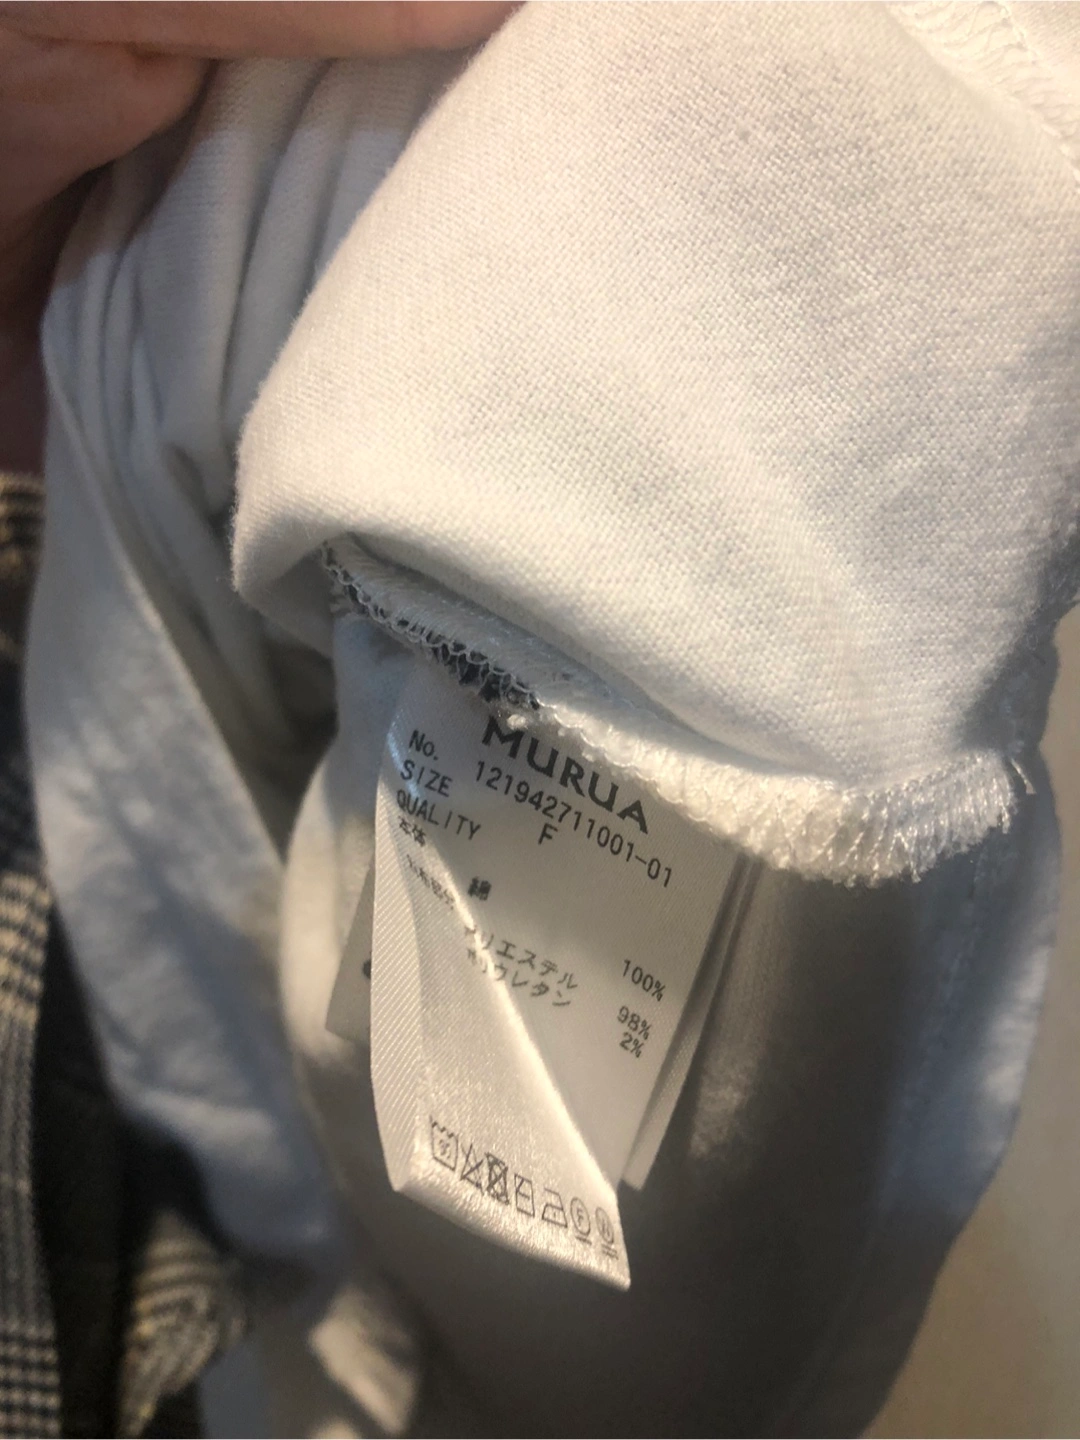 MURUA
No. 121942711001-01
SIZE F
QUALITY
本体
綿 100%
ポリエステル 98%
ポリウレタン 2%